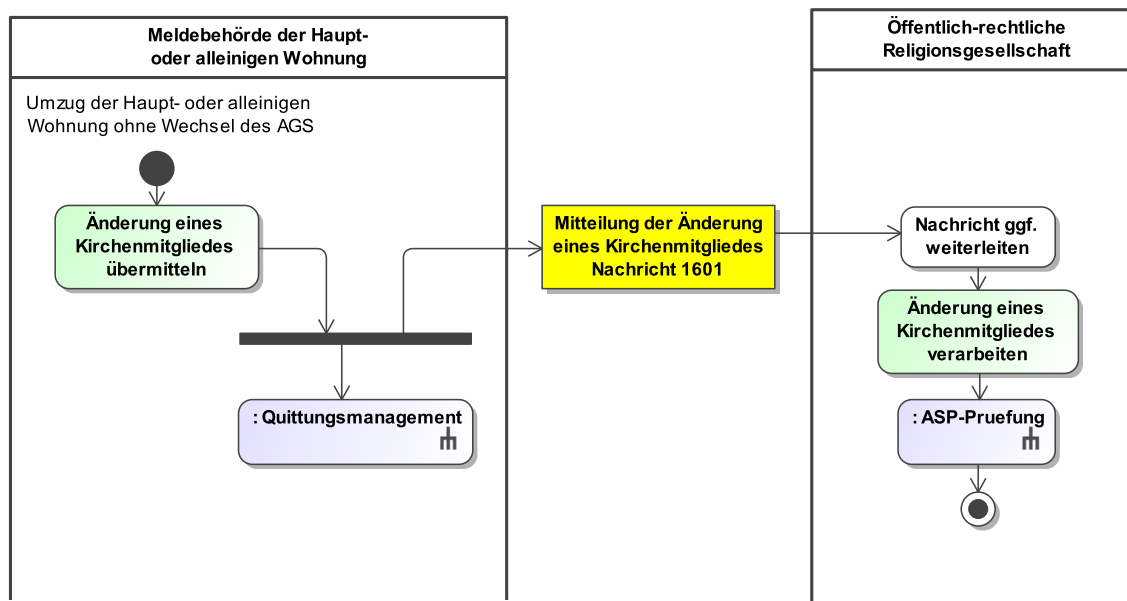 Meldebehörde der Haupt-
oder alleinigen Wohnung
Umzug der Haupt- oder alleinigen
Wohnung ohne Wechsel des AGS
Änderung eines
Kirchenmitgliedes
übermitteln
: Quittungsmanagement
Mitteilung der Änderung
eines Kirchenmitgliedes
Nachricht 1601
Öffentlich-rechtliche
Religionsgesellschaft
Nachricht ggf.
weiterleiten
Änderung eines
Kirchenmitgliedes
verarbeiten
: ASP-Pruefung